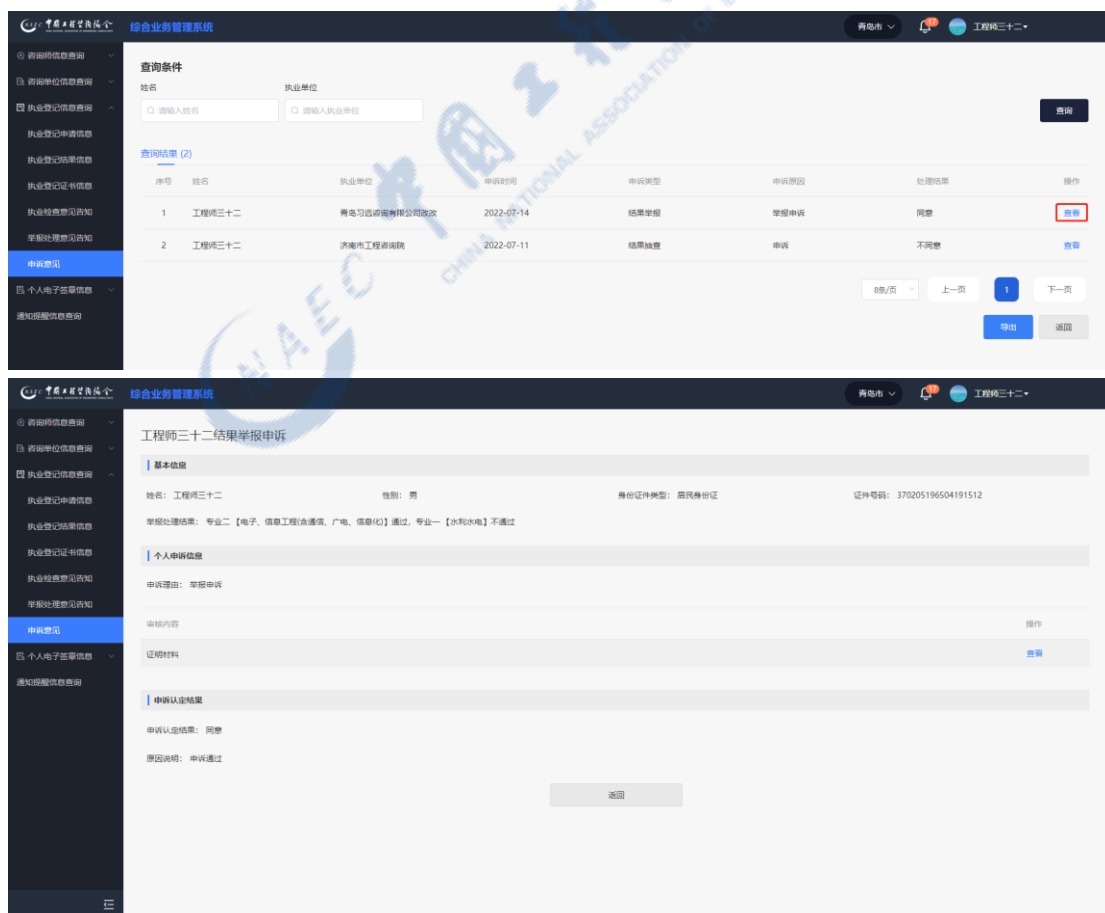 中国工程咨询协会 综合业务管理系统 青岛市 17 工程师三十二
咨询师信息查询
咨询单位信息查询
执业登记信息查询
执业登记申请信息
执业登记结果信息
执业登记证书信息
执业检查意见告知
举报处理意见告知
申诉意见
个人电子签章信息
通知提醒信息查询
查询条件
姓名 执业单位
请输入姓名 请输入执业单位 查询
查询结果 (2)
序号 姓名 执业单位 申诉时间 申诉类型 申诉原因 处理结果 操作
1 工程师三十二 青岛习远咨询有限公司改改 2022-07-14 结果举报 举报申诉 同意 查看
2 工程师三十二 济南市工程咨询院 2022-07-11 结果抽查 申诉 不同意 查看
8条/页 上一页 1 下一页
导出 返回
中国工程咨询协会 综合业务管理系统 青岛市 17 工程师三十二
咨询师信息查询
咨询单位信息查询
执业登记信息查询
执业登记申请信息
执业登记结果信息
执业登记证书信息
执业检查意见告知
举报处理意见告知
申诉意见
个人电子签章信息
通知提醒信息查询
工程师三十二结果举报申诉
基本信息
姓名： 工程师三十二 性别： 男 身份证件类型： 居民身份证 证件号码： 370205196504191512
举报处理结果： 专业二 【电子、信息工程(含通信、广电、信息化)】通过，专业一 【水利水电】不通过
个人申诉信息
申诉理由： 举报申诉
审核内容 操作
证明材料 查看
申诉认定结果
申诉认定结果： 同意
原因说明： 申诉通过
返回
CNAEC
CHINA NATIONAL ASSOCIATION OF